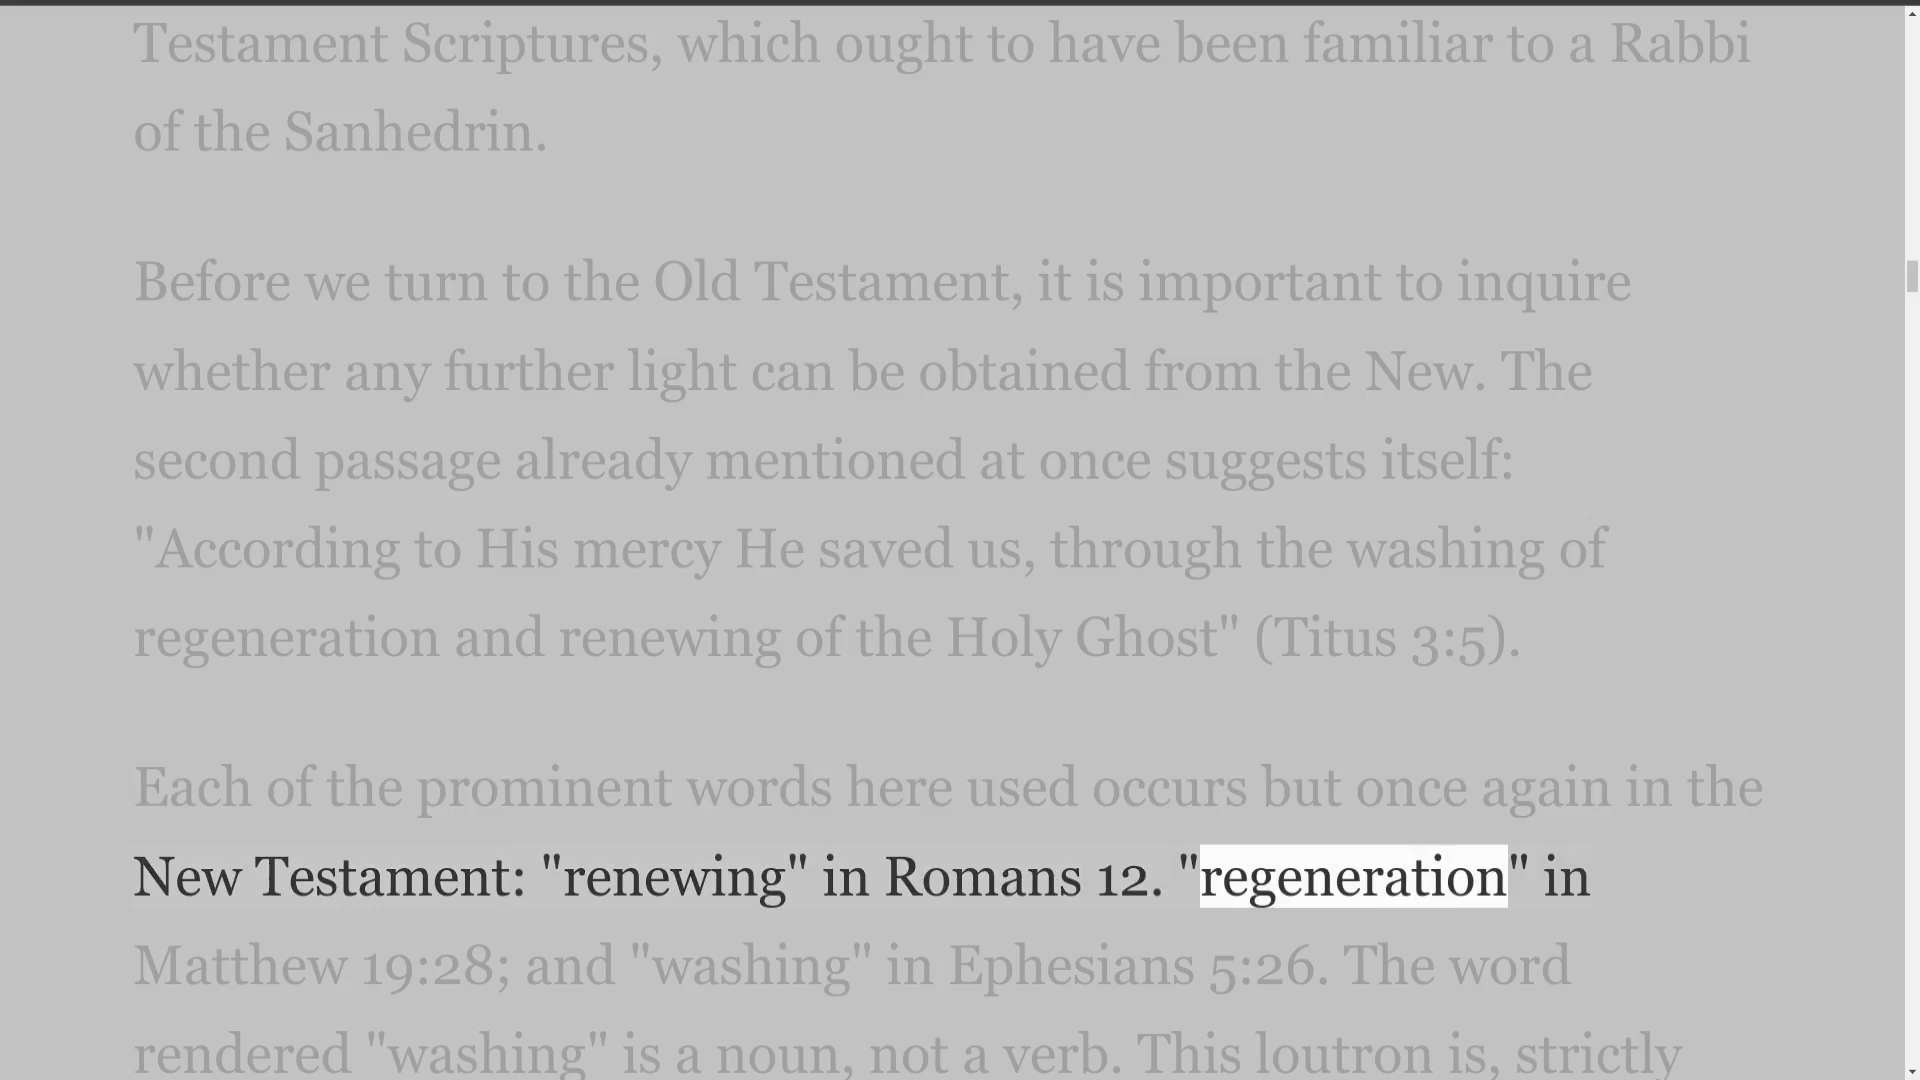 Testament Scriptures, which ought to have been familiar to a Rabbi
of the Sanhedrin.
Before we turn to the Old Testament, it is important to inquire
whether any further light can be obtained from the New. The
second passage already mentioned at once suggests itself:
"According to His mercy He saved us, through the washing of
regeneration and renewing of the Holy Ghost" (Titus 3:5).
Each of the prominent words here used occurs but once again in the
New Testament: "renewing" in Romans 12. "regeneration" in
Matthew 19:28; and "washing" in Ephesians 5:26. The word
rendered "washing" is a noun, not a verb. This loutron is, strictly